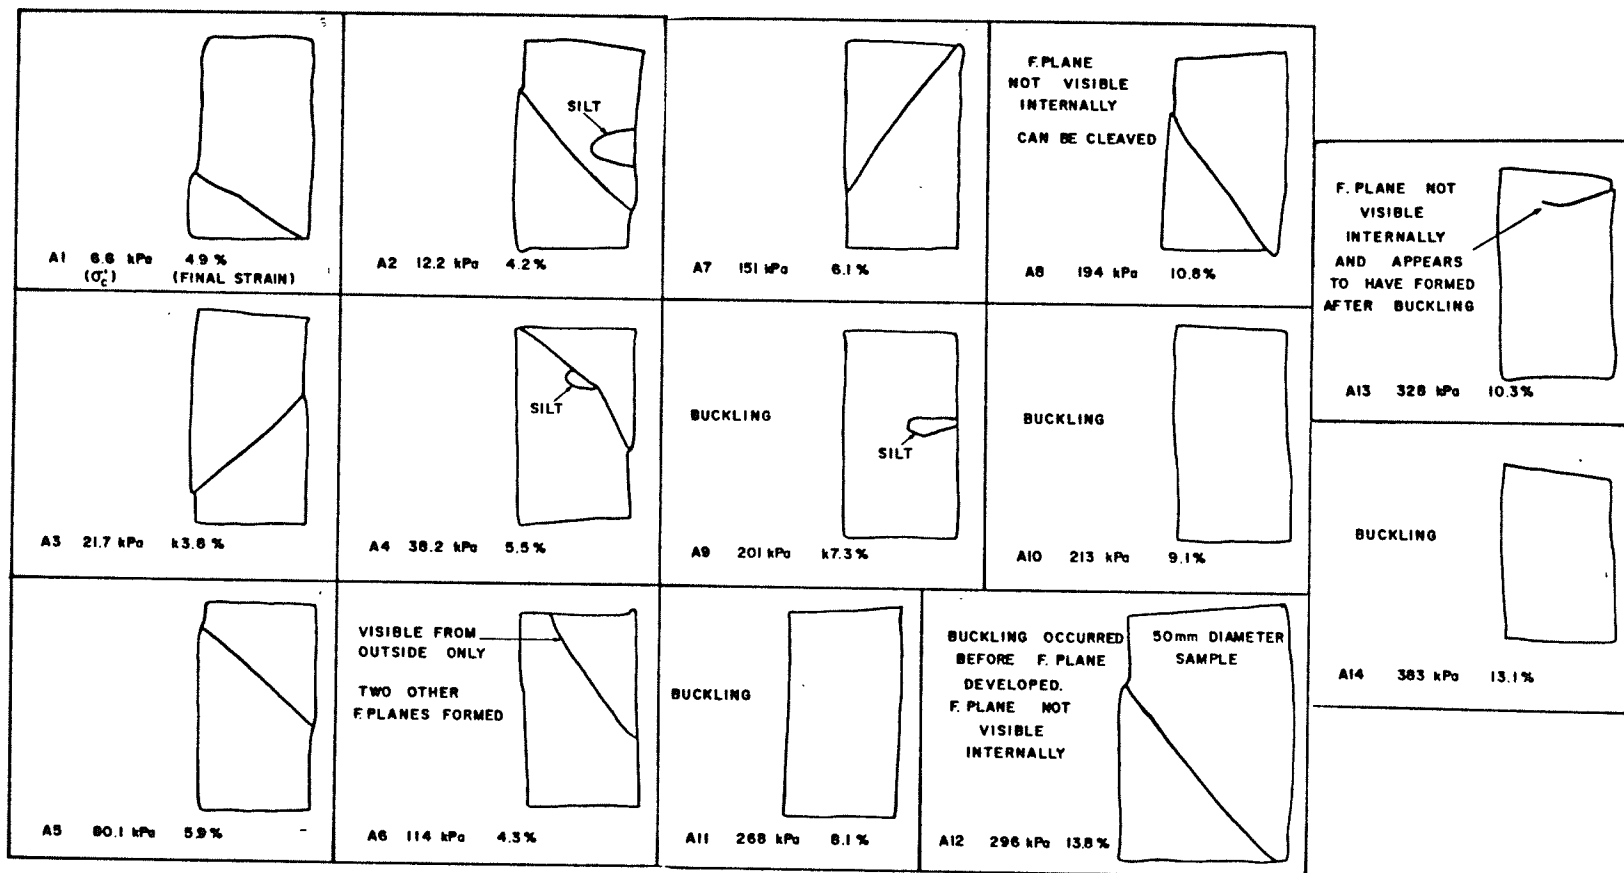 A1 6.6 kPa 4.9 %
(σ'c) (FINAL STRAIN)
SILT
A2 12.2 kPa 4.2%
A7 151 kPa 6.1%
F.PLANE
NOT VISIBLE
INTERNALLY
CAN BE CLEAVED
A8 194 kPa 10.8%
F. PLANE NOT
VISIBLE
INTERNALLY
AND APPEARS
TO HAVE FORMED
AFTER BUCKLING
A13 328 kPa 10.3%
A3 21.7 kPa k3.8 %
SILT
A4 38.2 kPa 5.5%
BUCKLING
SILT
A9 201 kPa k7.3%
BUCKLING
A10 213 kPa 9.1%
BUCKLING
A14 383 kPa 13.1%
A5 80.1 kPa 5.9%
VISIBLE FROM
OUTSIDE ONLY
TWO OTHER
F.PLANES FORMED
A6 114 kPa 4.3%
BUCKLING
A11 268 kPa 8.1%
BUCKLING OCCURRED
BEFORE F. PLANE
DEVELOPED.
F. PLANE NOT
VISIBLE
INTERNALLY
50mm DIAMETER
SAMPLE
A12 296 kPa 13.8%